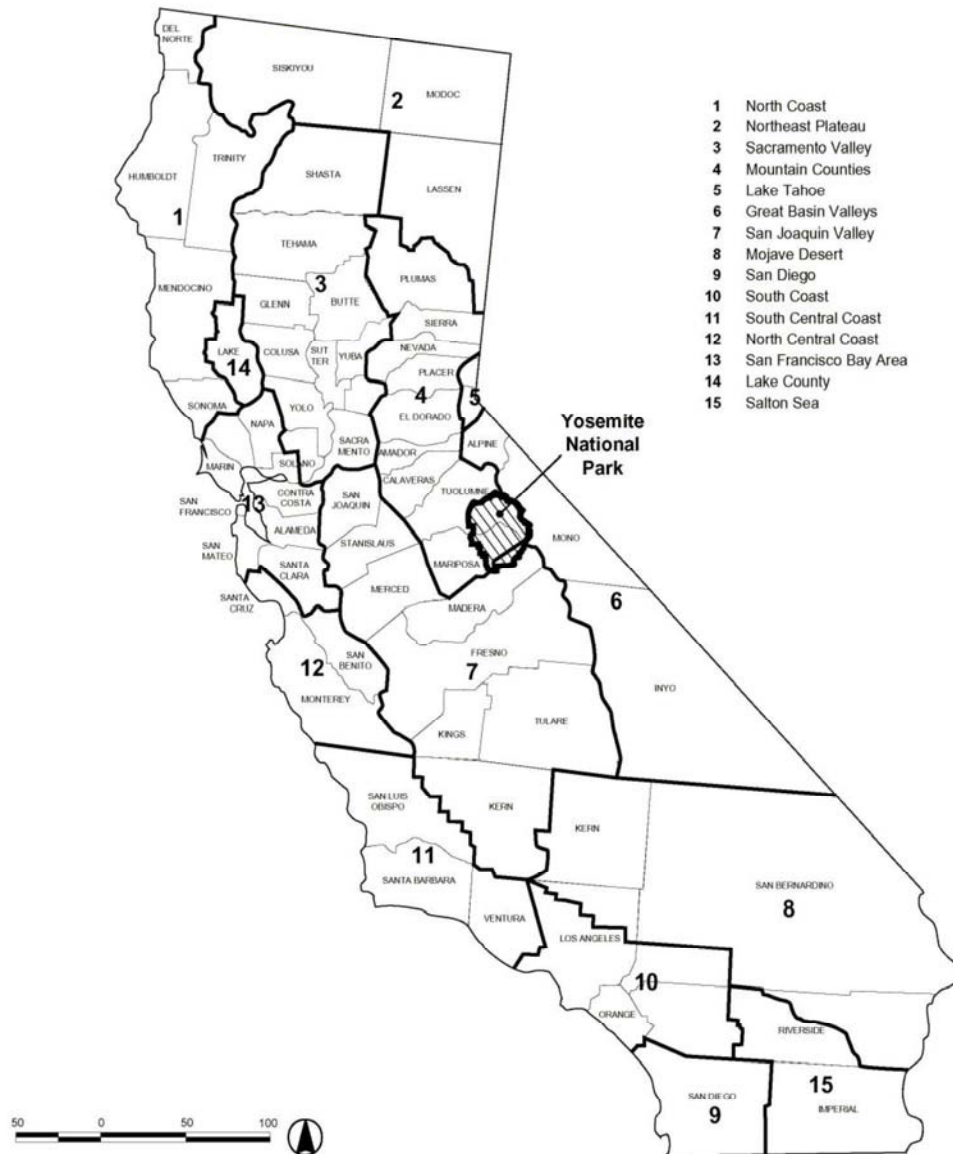 DEL
NORTE
SISKIYOU
2
MODOC
TRINITY
HUMBOLDT
SHASTA
LASSEN
1
TEHAMA
MENDOCINO
PLUMAS
GLENN
3
BUTTE
SIERRA
LAKE
14
COLUSA
SUT
TER
YUBA
NEVADA
PLACER
4
5
SONOMA
NAPA
YOLO
EL DORADO
SACRA
MENTO
ALPINE
Yosemite
National
Park
MARIN
SOLANO
AMADOR
CALAVERAS
TUOLUMNE
SAN
FRANCISCO
13
CONTRA
COSTA
SAN
JOAQUIN
ALAMEDA
MONO
SAN
MATEO
STANISLAUS
SANTA
CLARA
MARIPOSA
SANTA
CRUZ
MERCED
MADERA
6
SAN
BENITO
FRESNO
12
7
MONTEREY
INYO
TULARE
KINGS
SAN LUIS
OBISPO
KERN
KERN
11
SANTA BARBARA
SAN BERNARDINO
8
VENTURA
LOS ANGELES
10
ORANGE
RIVERSIDE
SAN DIEGO
9
15
IMPERIAL
1 North Coast
2 Northeast Plateau
3 Sacramento Valley
4 Mountain Counties
5 Lake Tahoe
6 Great Basin Valleys
7 San Joaquin Valley
8 Mojave Desert
9 San Diego
10 South Coast
11 South Central Coast
12 North Central Coast
13 San Francisco Bay Area
14 Lake County
15 Salton Sea
50 0 50 100